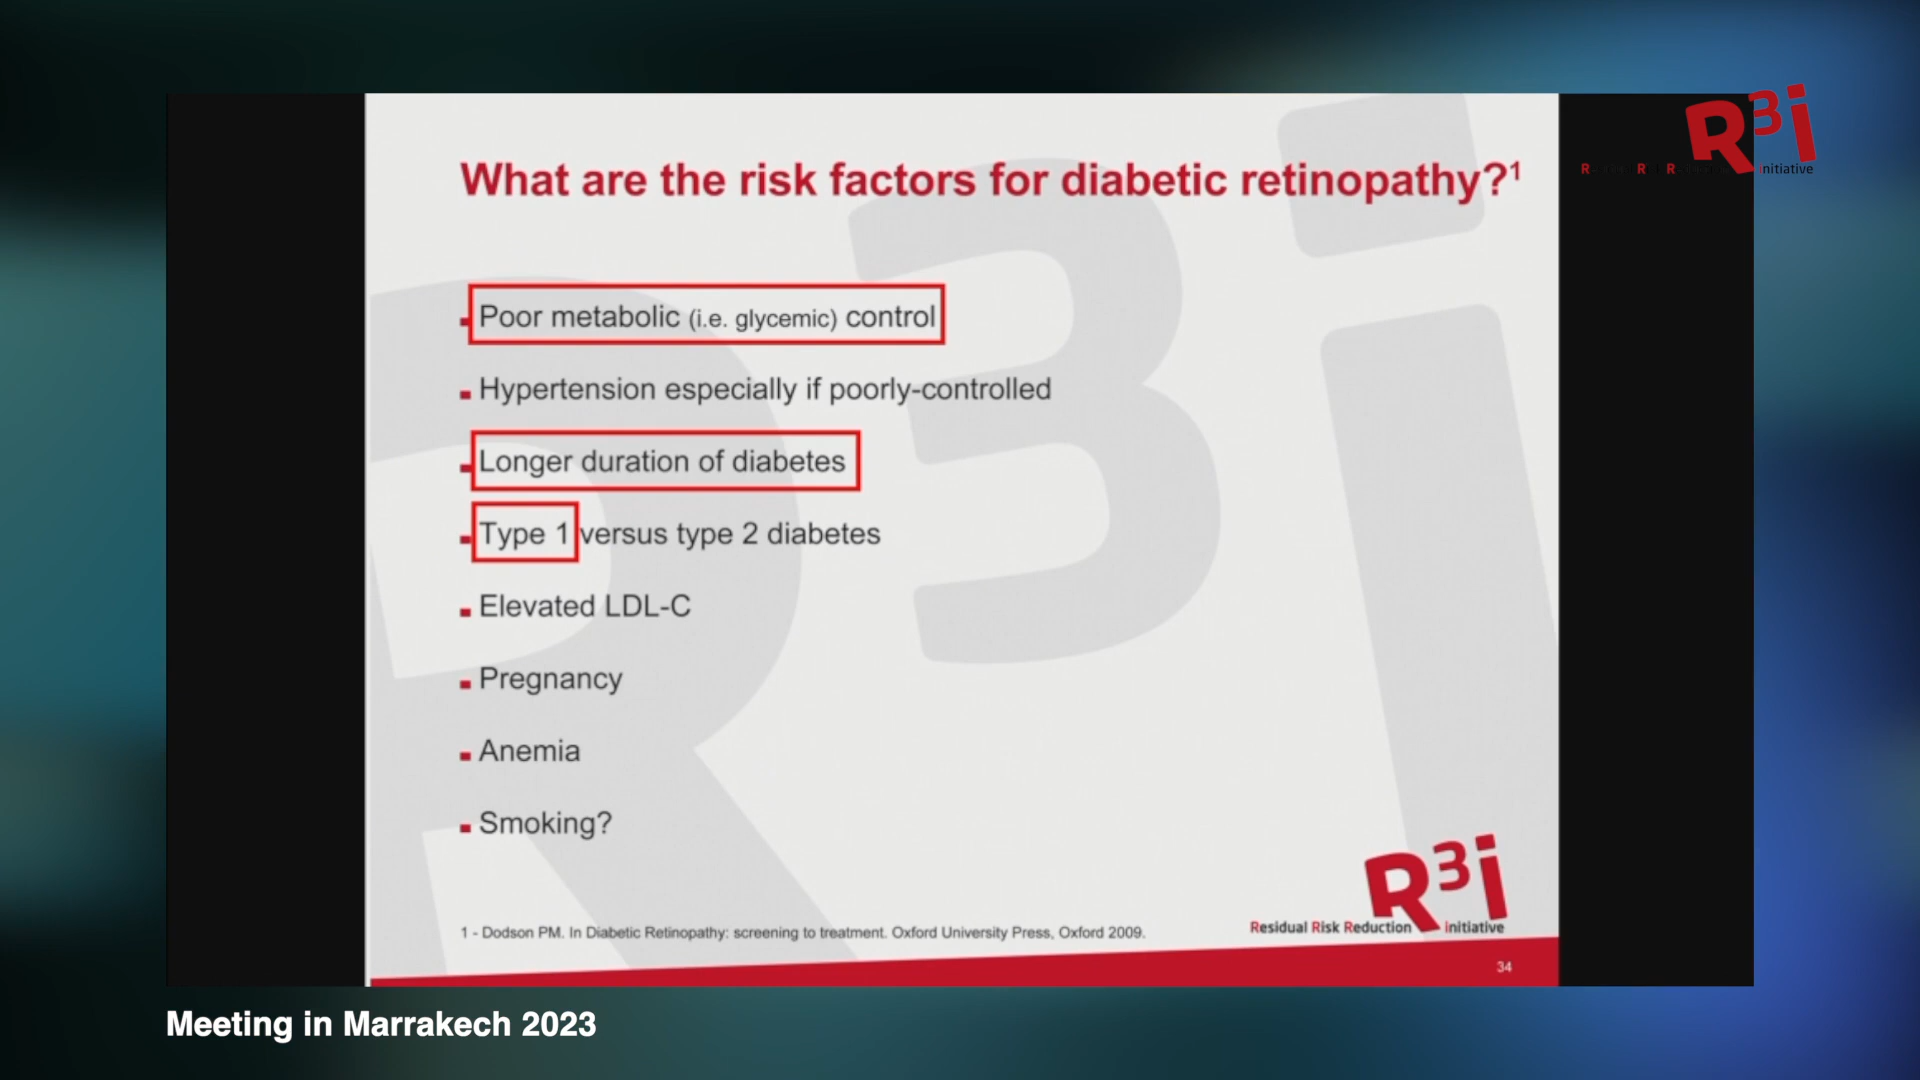 What are the risk factors for diabetic retinopathy?¹
R³i
R R R initiative
Poor metabolic (i.e. glycemic) control
Hypertension especially if poorly-controlled
Longer duration of diabetes
Type 1 versus type 2 diabetes
Elevated LDL-C
Pregnancy
Anemia
Smoking?
R³i
Residual Risk Reduction initiative
1 - Dodson PM. In Diabetic Retinopathy: screening to treatment. Oxford University Press, Oxford 2009.
34
Meeting in Marrakech 2023